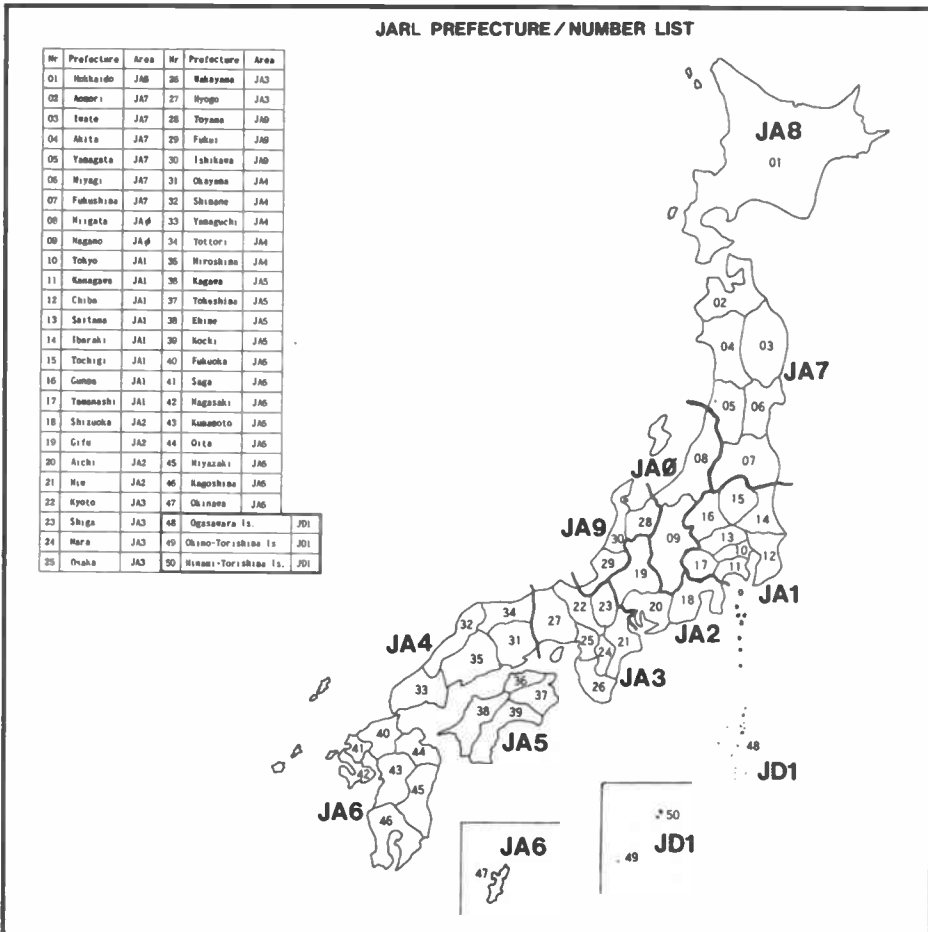 JARL PREFECTURE/NUMBER LIST
Nr Prefecture Area Nr Prefecture Area
01 Hokkaido JA8 26 Wakayama JA3
02 Aomori JA7 27 Hyogo JA3
03 Iwate JA7 28 Toyama JA9
04 Akita JA7 29 Fukui JA9
05 Yamagata JA7 30 Ishikawa JA9
06 Miyagi JA7 31 Okayama JA4
07 Fukushima JA7 32 Shimane JA4
08 Niigata JAØ 33 Yamaguchi JA4
09 Nagano JAØ 34 Tottori JA4
10 Tokyo JA1 35 Hiroshima JA4
11 Kanagawa JA1 36 Kagawa JA5
12 Chiba JA1 37 Tokushima JA5
13 Saitama JA1 38 Ehime JA5
14 Ibaraki JA1 39 Kochi JA5
15 Tochigi JA1 40 Fukuoka JA6
16 Gunma JA1 41 Saga JA6
17 Yamanashi JA1 42 Nagasaki JA6
18 Shizuoka JA2 43 Kumamoto JA6
19 Gifu JA2 44 Oita JA6
20 Aichi JA2 45 Miyazaki JA6
21 Mie JA2 46 Kagoshima JA6
22 Kyoto JA3 47 Okinawa JA6
23 Shiga JA3 48 Ogasawara Is. JD1
24 Nara JA3 49 Okino-Torishima Is JD1
25 Osaka JA3 50 Minami-Torishima Is. JD1
JA8
01
02
04 03
JA7
05 06
08 07
JAØ
15
28 16 14
JA9
30 09 13
10 12
29 19 17 11
JA1
22 23 20 18
JA2
34 27
32
25 21
JA4
31 24
35
JA3
26
36
33 37
38 39
JA5
40
41 44
48
42 43
JD1
45
JA6
46
50
JA6
JD1
49
47